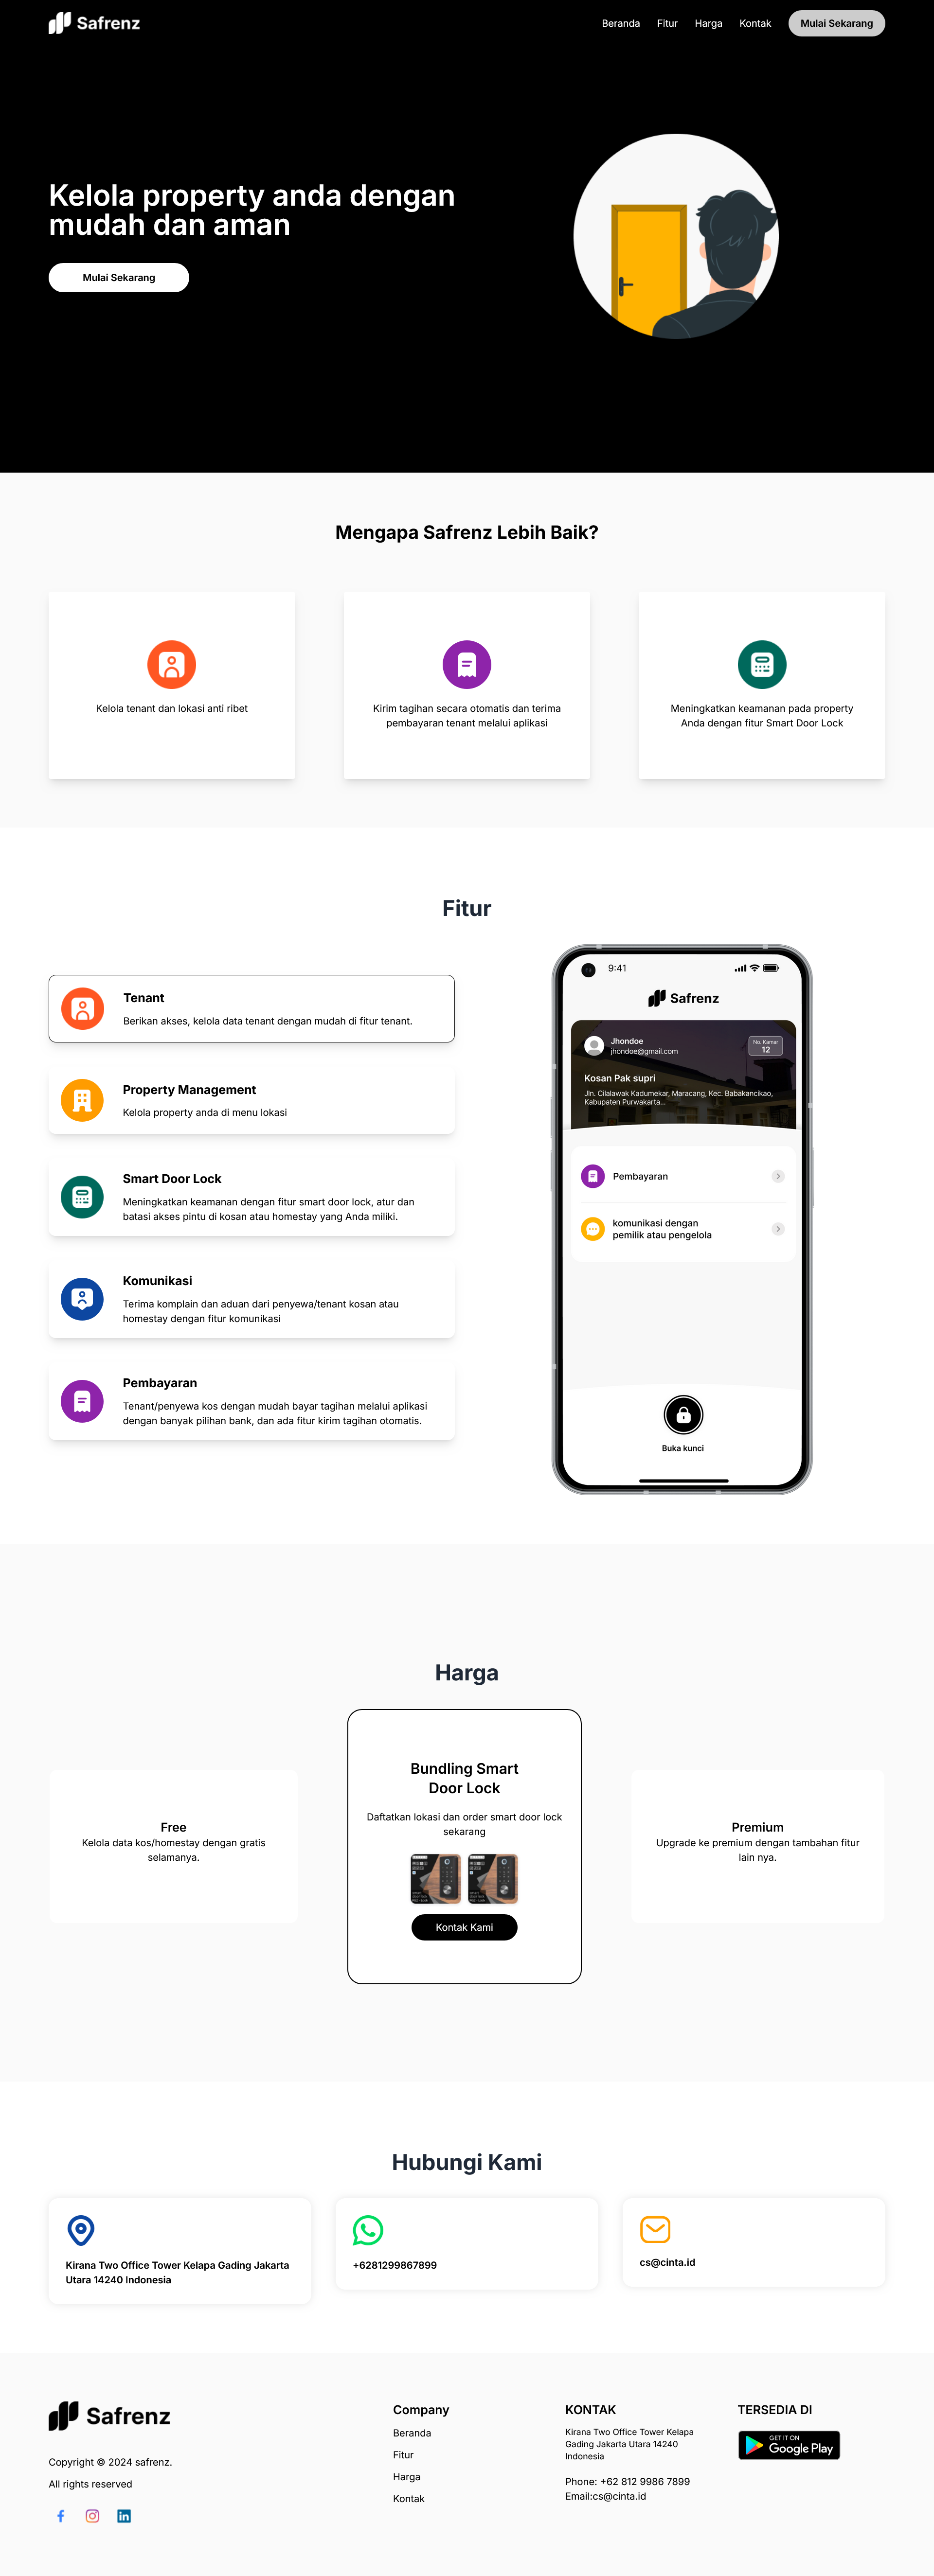 Safrenz
Beranda Fitur Harga Kontak Mulai Sekarang
Kelola property anda dengan
mudah dan aman
Mulai Sekarang
Mengapa Safrenz Lebih Baik?
Kelola tenant dan lokasi anti ribet
Kirim tagihan secara otomatis dan terima
pembayaran tenant melalui aplikasi
Meningkatkan keamanan pada property
Anda dengan fitur Smart Door Lock
Fitur
Tenant
Berikan akses, kelola data tenant dengan mudah di fitur tenant.
Property Management
Kelola property anda di menu lokasi
Smart Door Lock
Meningkatkan keamanan dengan fitur smart door lock, atur dan
batasi akses pintu di kosan atau homestay yang Anda miliki.
Komunikasi
Terima komplain dan aduan dari penyewa/tenant kosan atau
homestay dengan fitur komunikasi
Pembayaran
Tenant/penyewa kos dengan mudah bayar tagihan melalui aplikasi
dengan banyak pilihan bank, dan ada fitur kirim tagihan otomatis.
9:41
Safrenz
Jhondoe
jhondoe@gmail.com
No. Kamar
12
Kosan Pak supri
Jln. Cilalawak Kadumekar, Maracang, Kec. Babakancikao,
Kabupaten Purwakarta...
Pembayaran
komunikasi dengan
pemilik atau pengelola
Buka kunci
Harga
Free
Kelola data kos/homestay dengan gratis
selamanya.
Bundling Smart
Door Lock
Daftatkan lokasi dan order smart door lock
sekarang
Kontak Kami
Premium
Upgrade ke premium dengan tambahan fitur
lain nya.
Hubungi Kami
Kirana Two Office Tower Kelapa Gading Jakarta
Utara 14240 Indonesia
+6281299867899
cs@cinta.id
Safrenz
Copyright © 2024 safrenz.
All rights reserved
Company
Beranda
Fitur
Harga
Kontak
KONTAK
Kirana Two Office Tower Kelapa
Gading Jakarta Utara 14240
Indonesia
Phone: +62 812 9986 7899
Email:cs@cinta.id
TERSEDIA DI
GET IT ON
Google Play